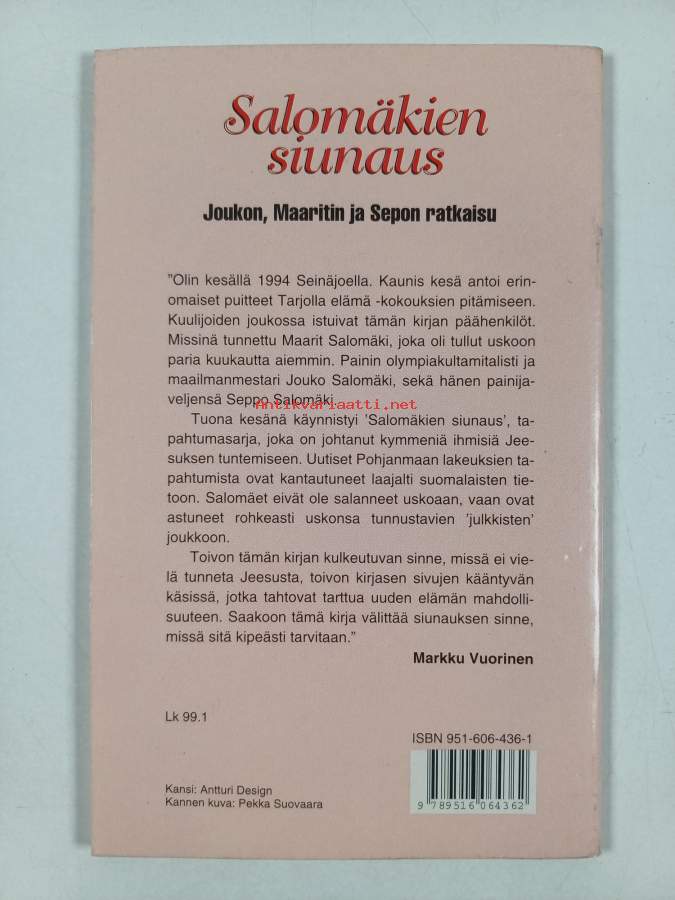 Salomäkien
siunaus
Joukon, Maaritin ja Sepon ratkaisu
"Olin kesällä 1994 Seinäjoella. Kaunis kesä antoi erin-
omaiset puitteet Tarjolla elämä -kokouksien pitämiseen.
Kuulijoiden joukossa istuivat tämän kirjan päähenkilöt.
Missinä tunnettu Maarit Salomäki, joka oli tullut uskoon
paria kuukautta aiemmin. Painin olympiakultamitalisti ja
maailmanmestari Jouko Salomäki, sekä hänen painija-
veljensä Seppo Salomäki.
antikvariaatti.net
Tuona kesänä käynnistyi 'Salomäkien siunaus', ta-
pahtumasarja, joka on johtanut kymmeniä ihmisiä Jee-
suksen tuntemiseen. Uutiset Pohjanmaan lakeuksien ta-
pahtumista ovat kantautuneet laajalti suomalaisten tie-
toon. Salomäet eivät ole salanneet uskoaan, vaan ovat
astuneet rohkeasti uskonsa tunnustavien 'julkkisten'
joukkoon.
Toivon tämän kirjan kulkeutuvan sinne, missä ei vie-
lä tunneta Jeesusta, toivon kirjasen sivujen kääntyvän
käsissä, jotka tahtovat tarttua uuden elämän mahdolli-
suuteen. Saakoon tämä kirja välittää siunauksen sinne,
missä sitä kipeästi tarvitaan."
Markku Vuorinen
Lk 99.1
ISBN 951-606-436-1
Kansi: Antturi Design
Kannen kuva: Pekka Suovaara
9 789516 064362